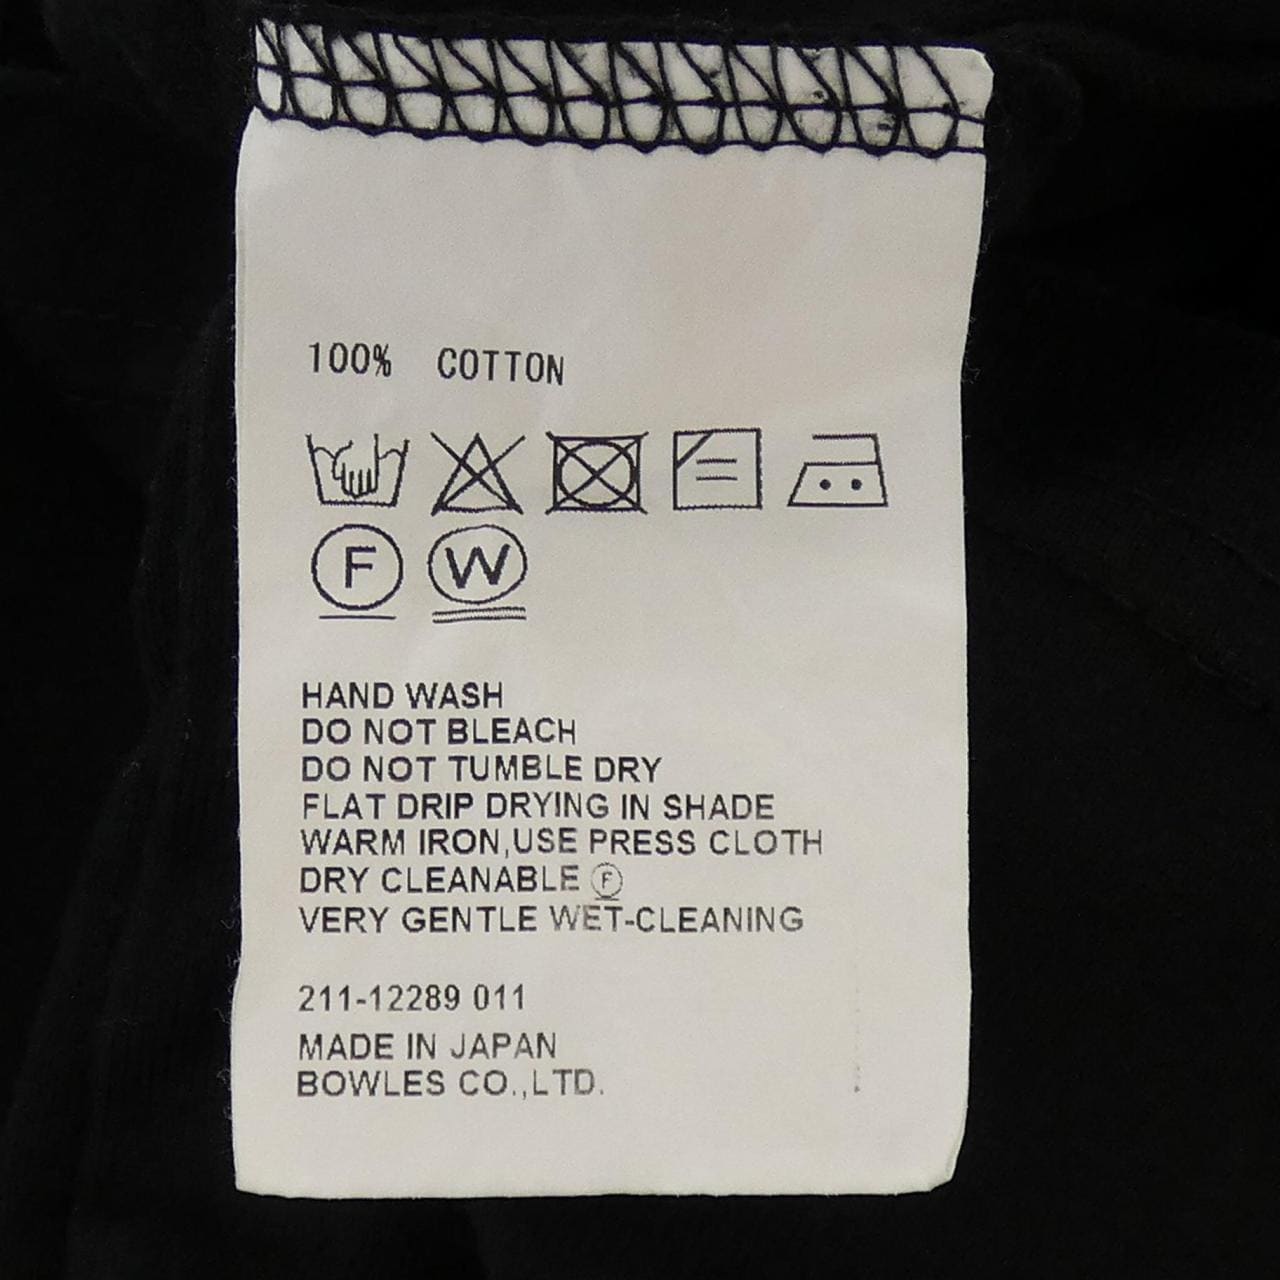 100% COTTON
F W
HAND WASH
DO NOT BLEACH
DO NOT TUMBLE DRY
FLAT DRIP DRYING IN SHADE
WARM IRON,USE PRESS CLOTH
DRY CLEANABLE Ⓕ
VERY GENTLE WET-CLEANING
211-12289 011
MADE IN JAPAN
BOWLES CO.,LTD.